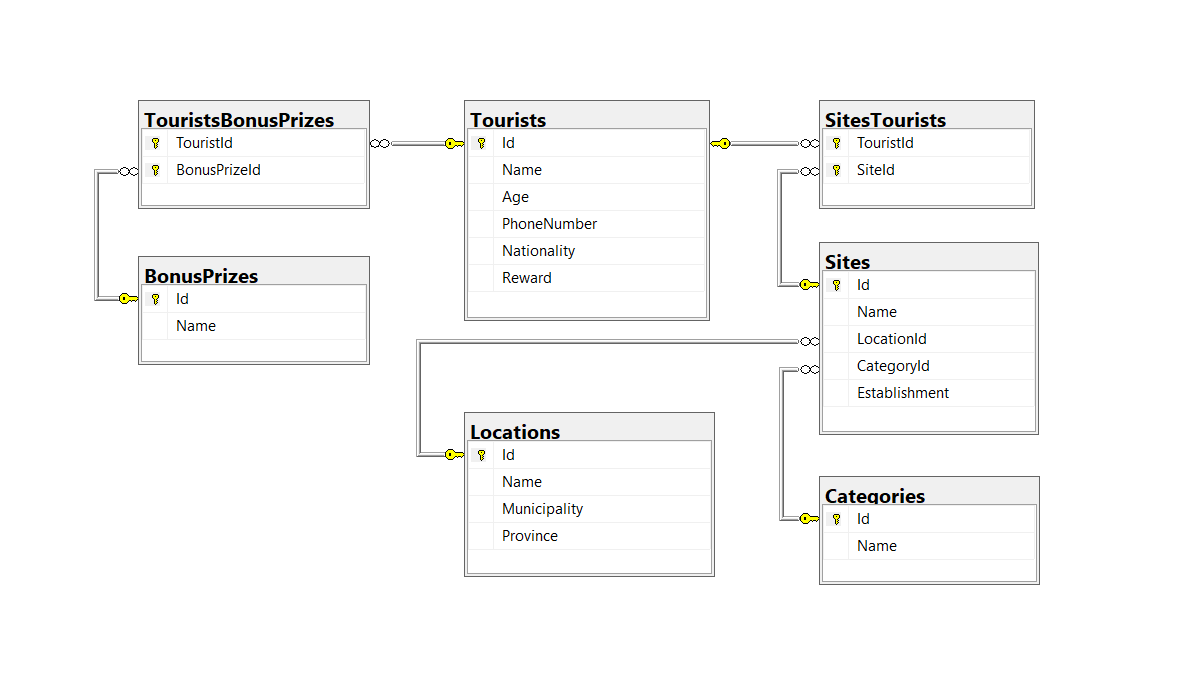 TouristsBonusPrizes
TouristId
BonusPrizeId
BonusPrizes
Id
Name
Tourists
Id
Name
Age
PhoneNumber
Nationality
Reward
Locations
Id
Name
Municipality
Province
SitesTourists
TouristId
SiteId
Sites
Id
Name
LocationId
CategoryId
Establishment
Categories
Id
Name